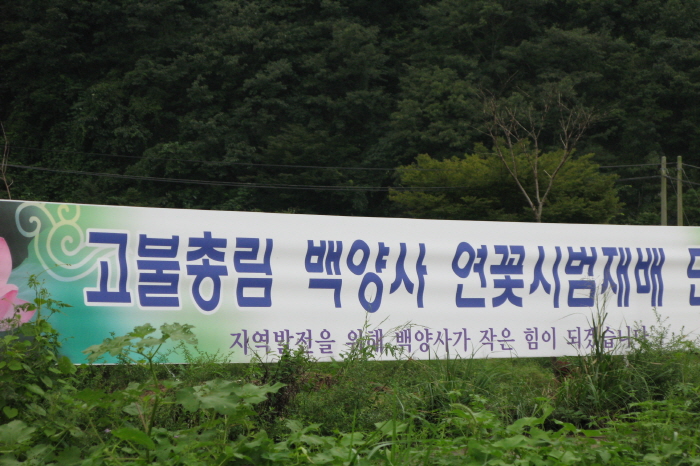 고불총림 백양사 연꽃시범재배
지역발전을 위해 백양사가 작은 힘이 되겠습니다